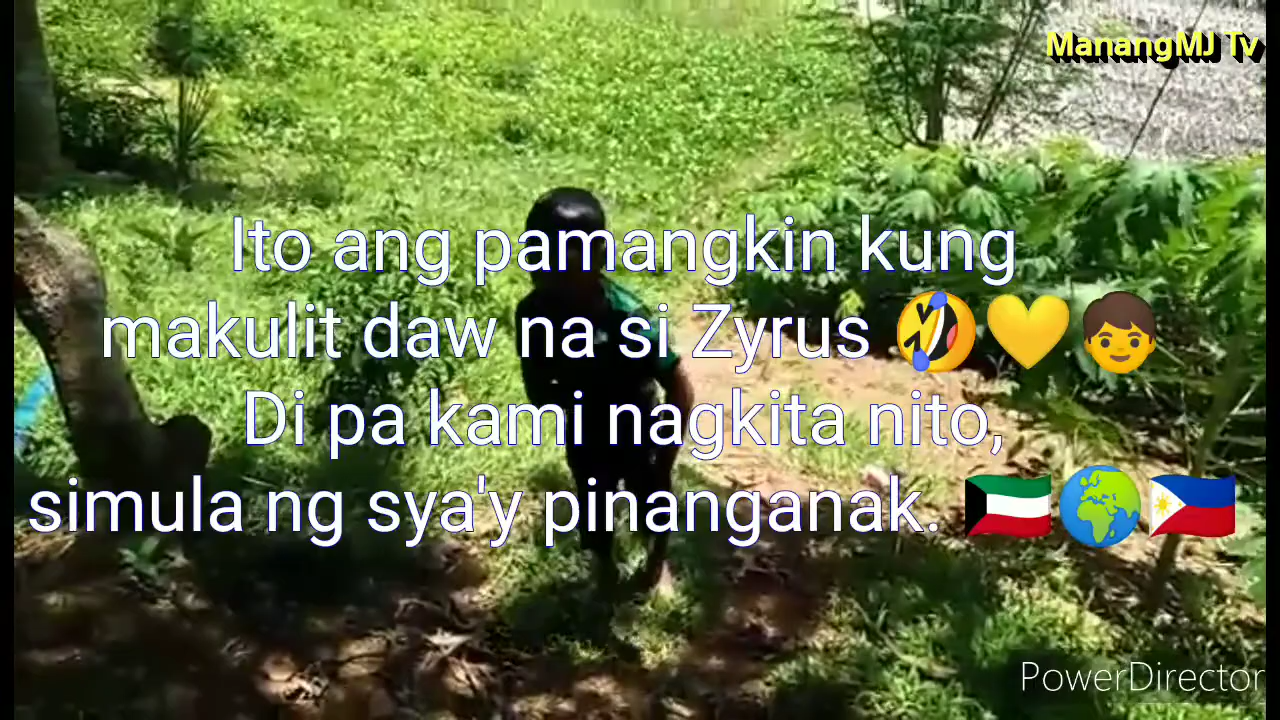 ManangMJ Tv
Ito ang pamangkin kung
makulit daw na si Zyrus 🤣💛👦
Di pa kami nagkita nito,
simula ng sya'y pinanganak. 🇰🇼🌍🇵🇭
PowerDirector